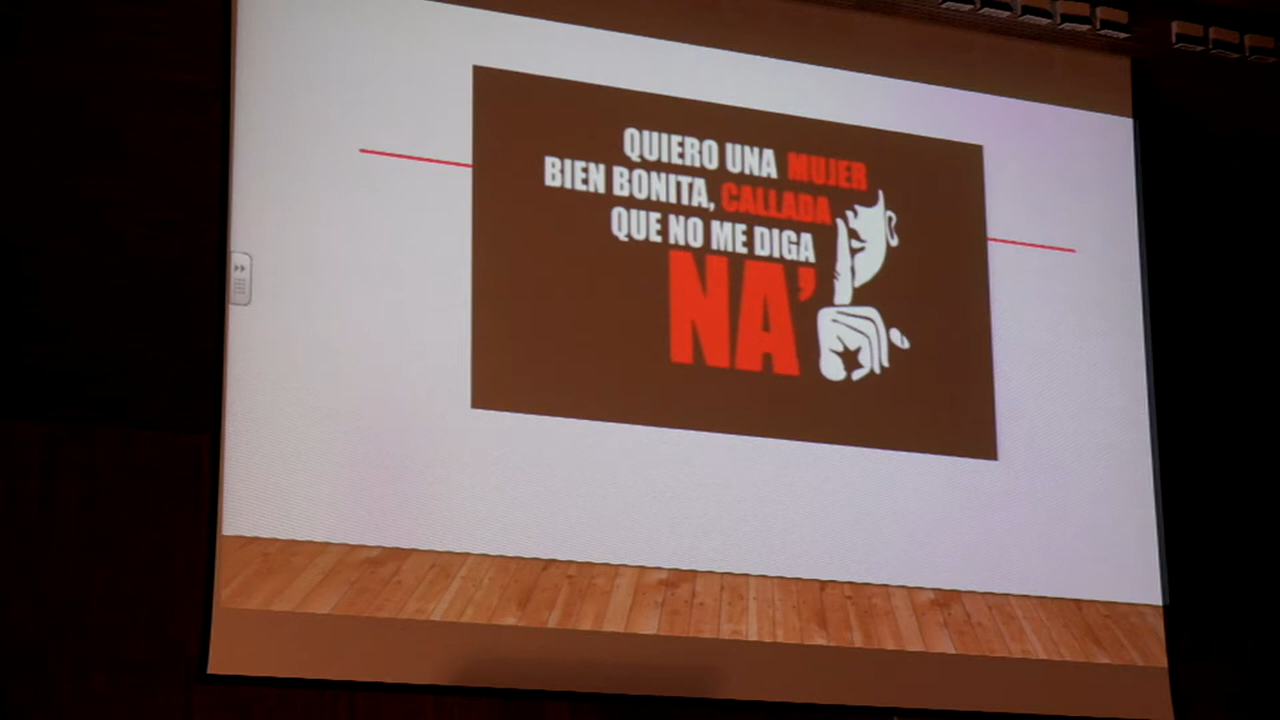 QUIERO UNA MUJER
BIEN BONITA, CALLADA
QUE NO ME DIGA
NA’